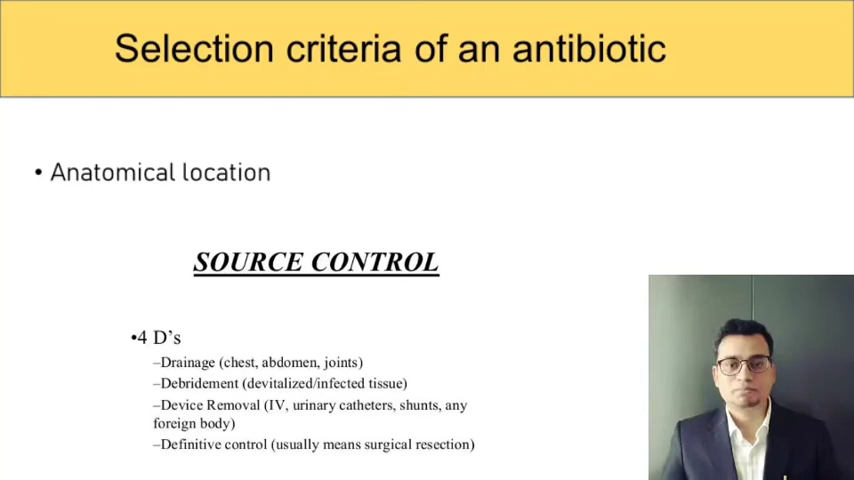 Selection criteria of an antibiotic
• Anatomical location
SOURCE CONTROL
•4 D's
–Drainage (chest, abdomen, joints)
–Debridement (devitalized/infected tissue)
–Device Removal (IV, urinary catheters, shunts, any
foreign body)
–Definitive control (usually means surgical resection)